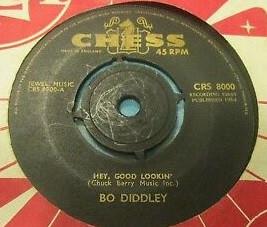 CHESS
MADE IN ENGLAND
45 RPM
JEWEL MUSIC
CRS 8000-A
CRS 8000
RECORDING FIRST
PUBLISHED 1964
HEY, GOOD LOOKIN'
(Chuck Berry Music Inc.)
BO DIDDLEY